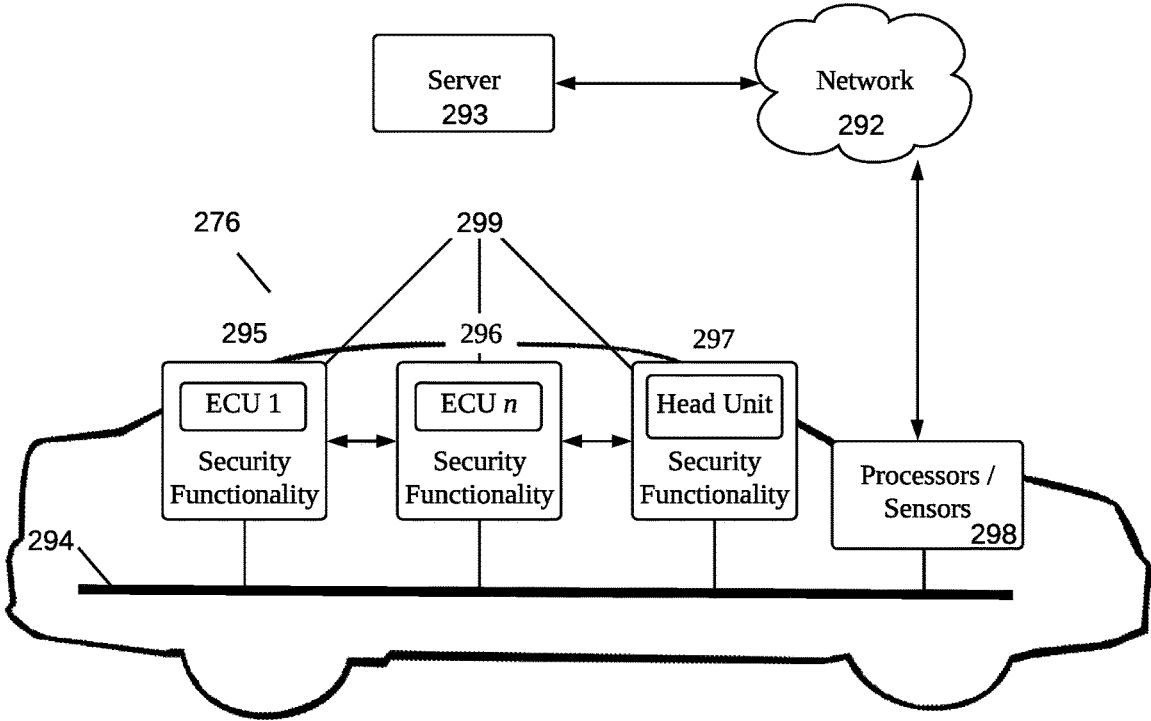 Server
293
Network
292
276
299
295
296
297
ECU 1
Security
Functionality
ECU n
Security
Functionality
Head Unit
Security
Functionality
Processors /
Sensors
298
294